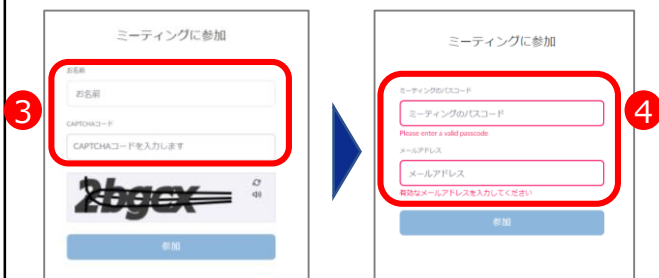 ミーティングに参加
お名前
お名前
CAPTCHAコード
CAPTCHAコードを入力します
2bgcx
参加
3
ミーティングに参加
ミーティングのパスコード
ミーティングのパスコード
Please enter a valid passcode
メールアドレス
メールアドレス
有効なメールアドレスを入力してください
参加
4